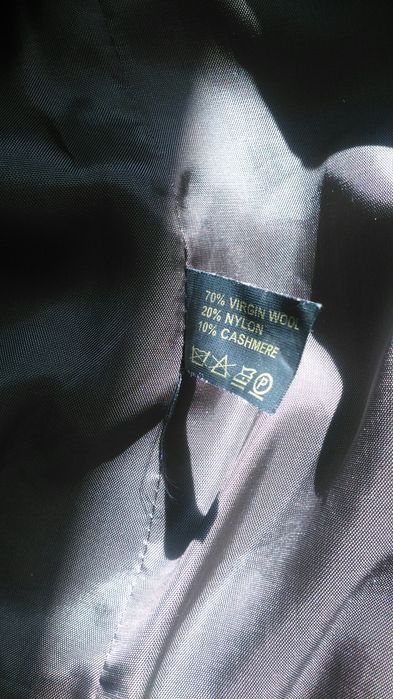 70% VIRGIN WOOL
20% NYLON
10% CASHMERE
P